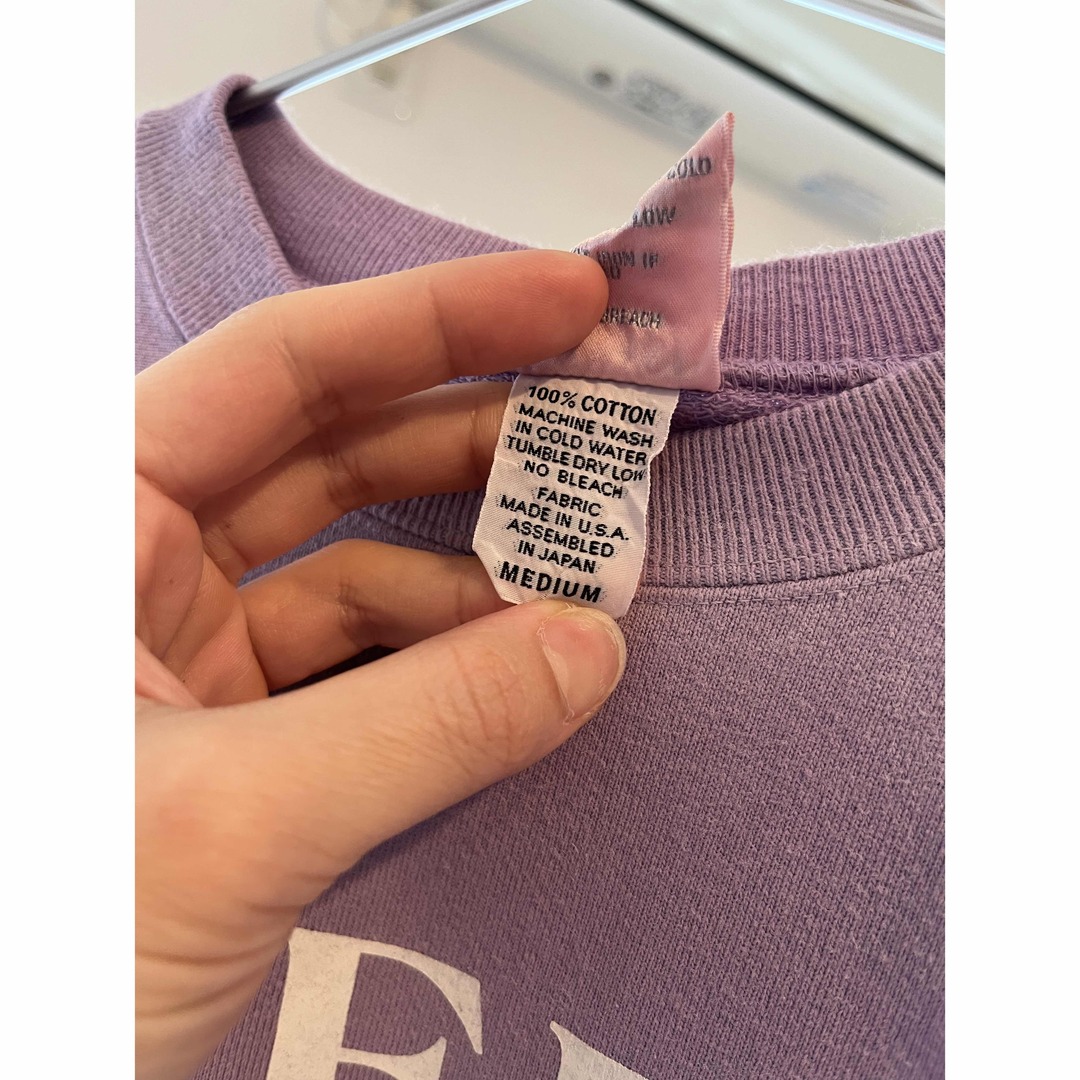 LOW
100% COTTON
MACHINE WASH
IN COLD WATER
TUMBLE DRY LOW
NO BLEACH
FABRIC
MADE IN U.S.A.
ASSEMBLED
IN JAPAN
MEDIUM